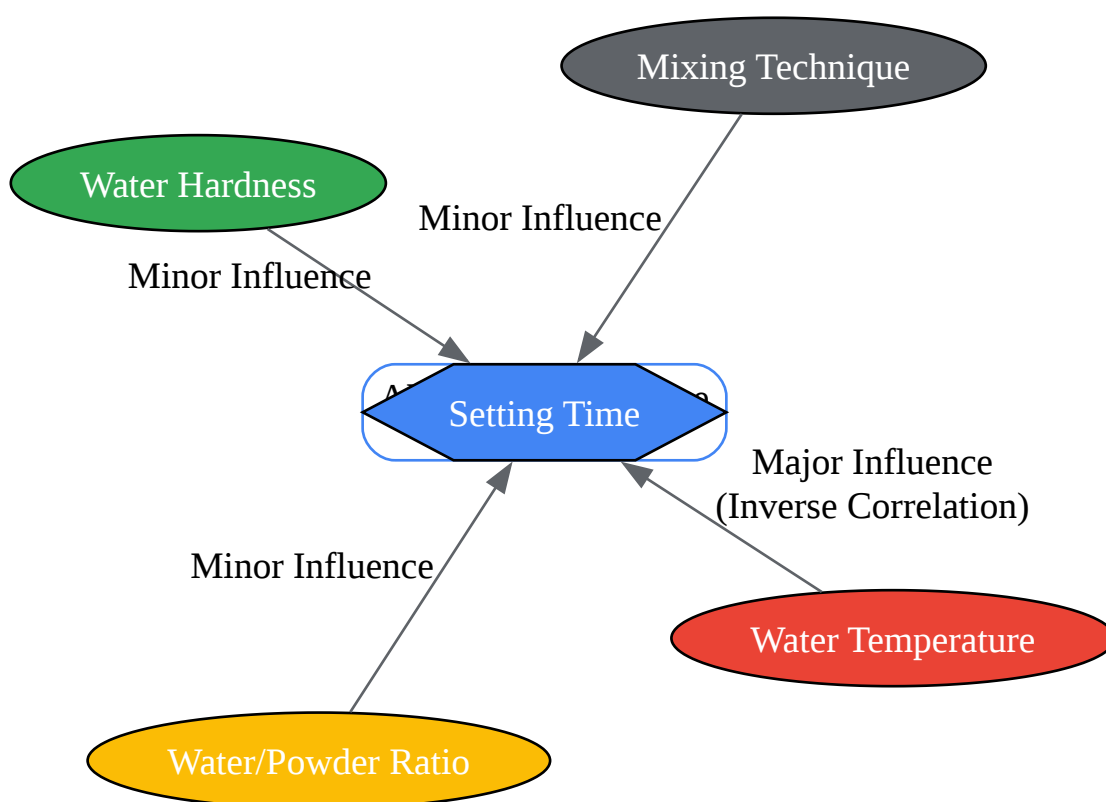 Mixing Technique
Water Hardness
Minor Influence
Minor Influence
Setting Time
Major Influence
(Inverse Correlation)
Minor Influence
Water Temperature
Water/Powder Ratio